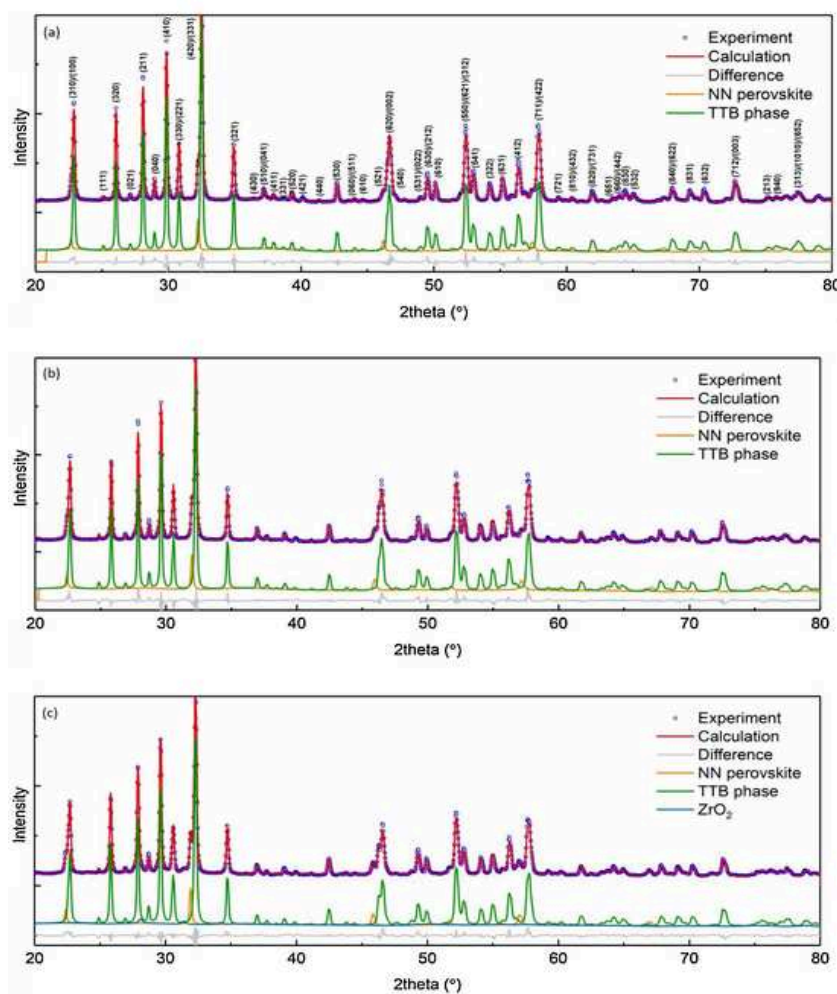 (a)
Experiment
Calculation
Difference
NN perovskite
TTB phase
(310)/(100)
(111)
(320)
(021)
(211)
(040)
(410)
(330)/(221)
(420)/(331)
(321)
(430)
(510)/(041)
(411)
(331)
(520)
(421)
(440)
(530)
(060)/(511)
(610)
(521)
(620)/(002)
(540)
(531)/(022)
(630)/(212)
(610)
(550)/(621)/(312)
(541)
(322)
(631)
(412)
(711)/(422)
(721)
(810)/(432)
(820)/(731)
(651)
(660)/(442)
(830)
(532)
(840)/(622)
(831)
(632)
(712)/(003)
(213)
(940)
(313)/(1010)/(652)
Intensity
20 30 40 50 60 70 80
2theta (°)
(b)
Experiment
Calculation
Difference
NN perovskite
TTB phase
Intensity
20 30 40 50 60 70 80
2theta (°)
(c)
Experiment
Calculation
Difference
NN perovskite
TTB phase
ZrO2
Intensity
20 30 40 50 60 70 80
2theta (°)